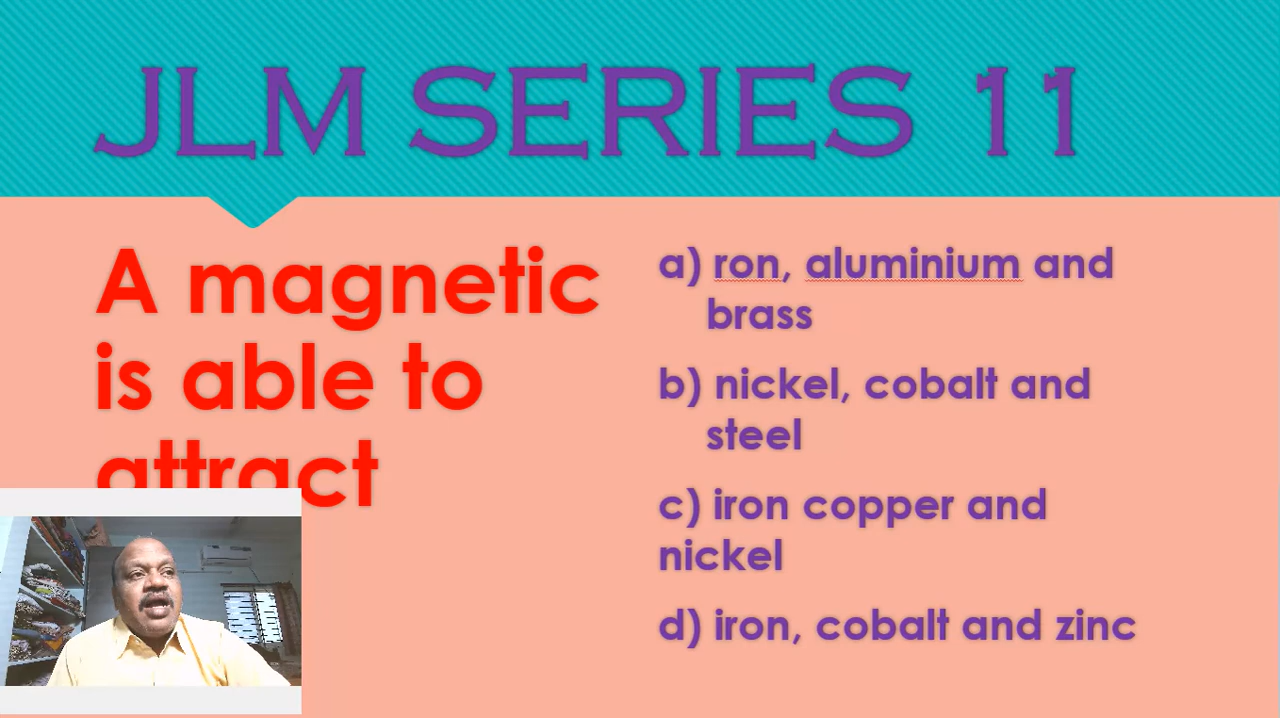 JLM SERIES 11
A magnetic
is able to
attract
a) ron, aluminium and
brass
b) nickel, cobalt and
steel
c) iron copper and
nickel
d) iron, cobalt and zinc